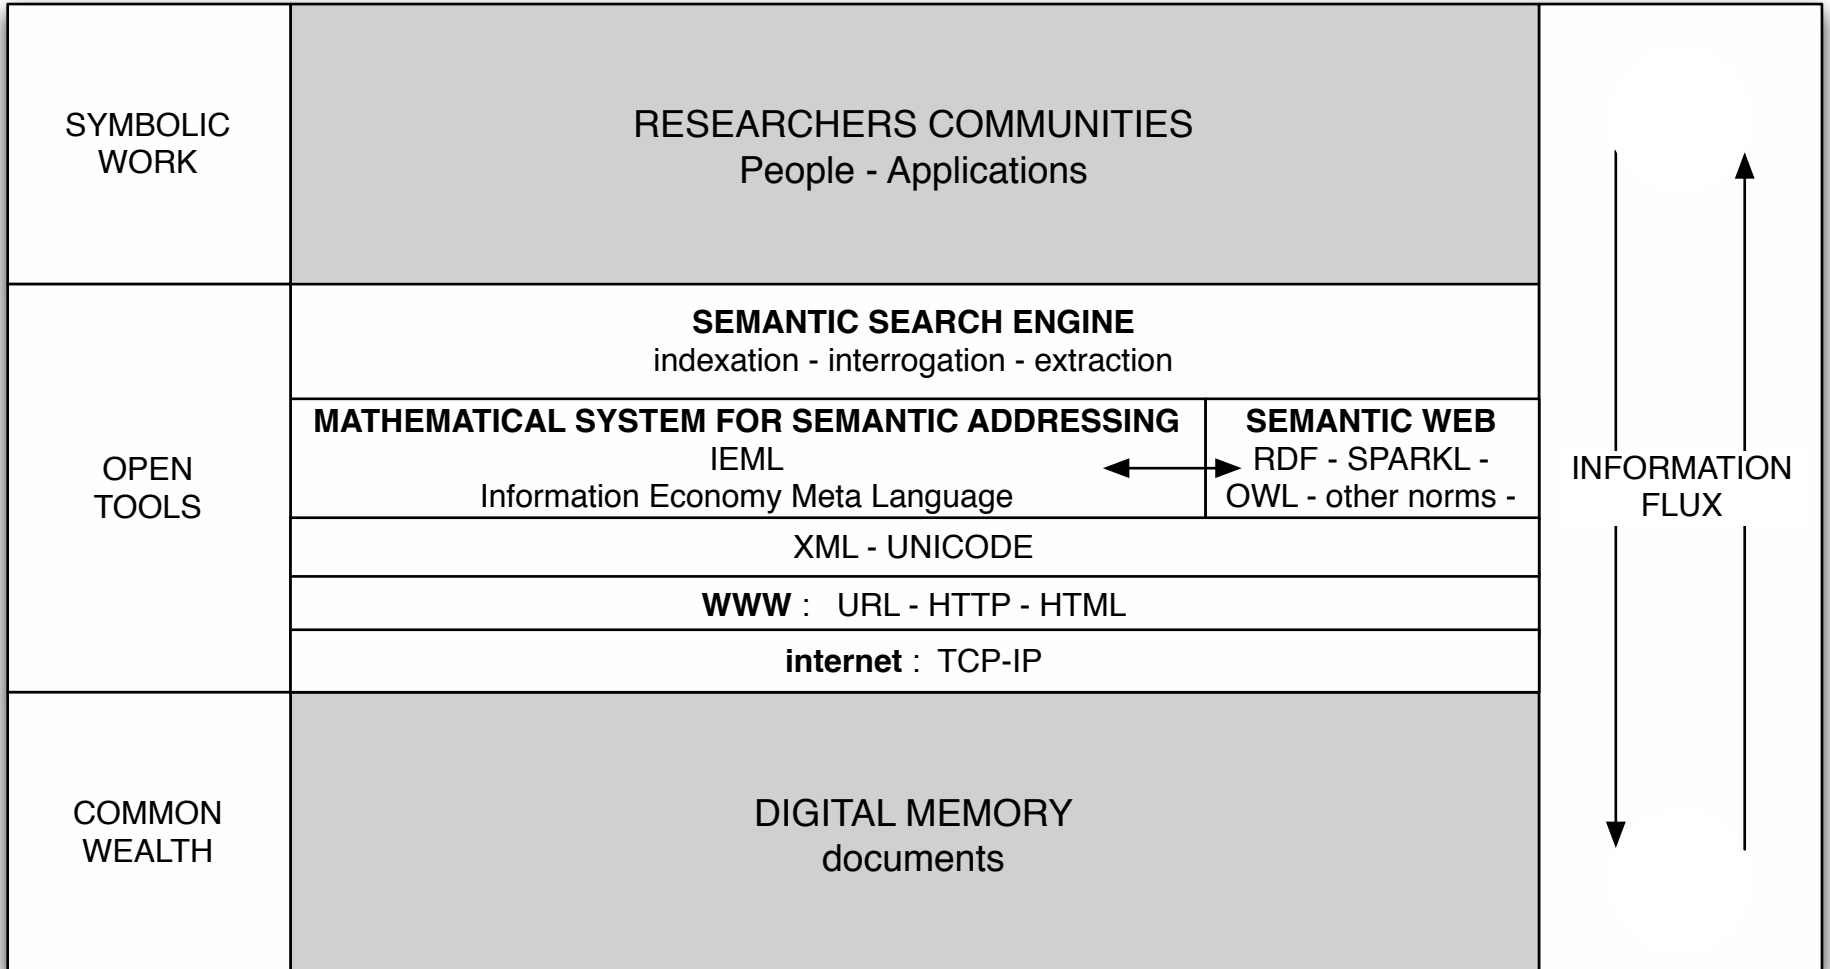 SYMBOLIC
WORK
RESEARCHERS COMMUNITIES
People - Applications
OPEN
TOOLS
SEMANTIC SEARCH ENGINE
indexation - interrogation - extraction
MATHEMATICAL SYSTEM FOR SEMANTIC ADDRESSING
IEML
Information Economy Meta Language
SEMANTIC WEB
RDF - SPARKL -
OWL - other norms -
XML - UNICODE
WWW : URL - HTTP - HTML
internet : TCP-IP
COMMON
WEALTH
DIGITAL MEMORY
documents
INFORMATION
FLUX